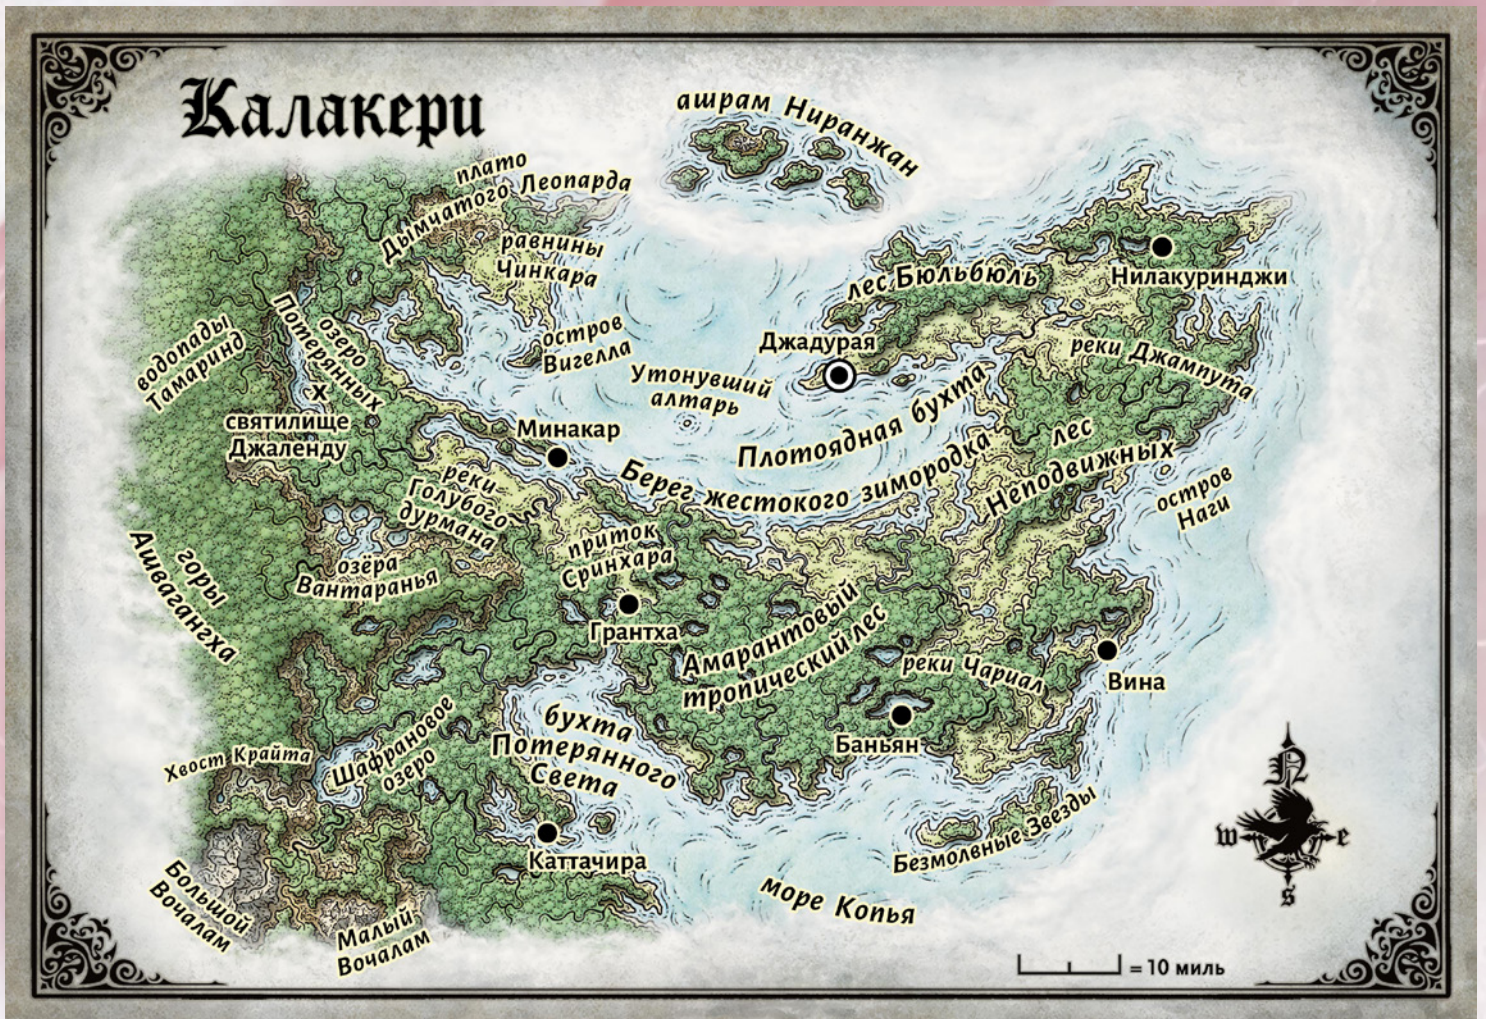 Калакери
ашрам Ниранжан
плато
Дымчатого Леопарда
равнины
Чинкара
лес Бюльбюль
Нилакуринджи
водопады
Тамаринд
озеро
Потерянных
остров
Вигелла
Джадурая
реки Джампута
Утонувший
алтарь
святилище
Джаленду
Минакар
Плотоядная бухта
Берег жестокого зимородка
лес
Неподвижных
остров
Наги
реки
Голубого
дурмана
приток
Сринхара
озёра
Вантаранья
горы
Ашвагангха
Грантха
Амарантовый
тропический лес
реки Чариал
Вина
Баньян
бухта
Потерянного
Света
Хвост Крайта
Шафрановое
озеро
Каттачира
Безмолвные Звезды
море Копья
Большой
Вочалам
Малый
Вочалам
N
w e
s
= 10 миль